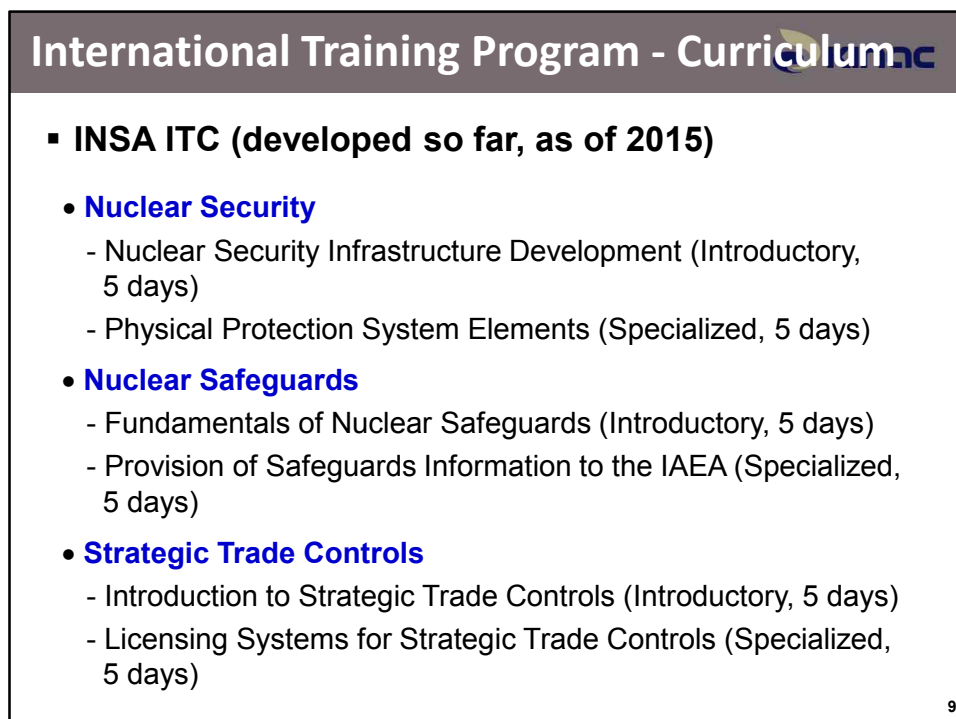 International Training Program - Curriculum
▪ INSA ITC (developed so far, as of 2015)
• Nuclear Security
- Nuclear Security Infrastructure Development (Introductory,
5 days)
- Physical Protection System Elements (Specialized, 5 days)
• Nuclear Safeguards
- Fundamentals of Nuclear Safeguards (Introductory, 5 days)
- Provision of Safeguards Information to the IAEA (Specialized,
5 days)
• Strategic Trade Controls
- Introduction to Strategic Trade Controls (Introductory, 5 days)
- Licensing Systems for Strategic Trade Controls (Specialized,
5 days)
9